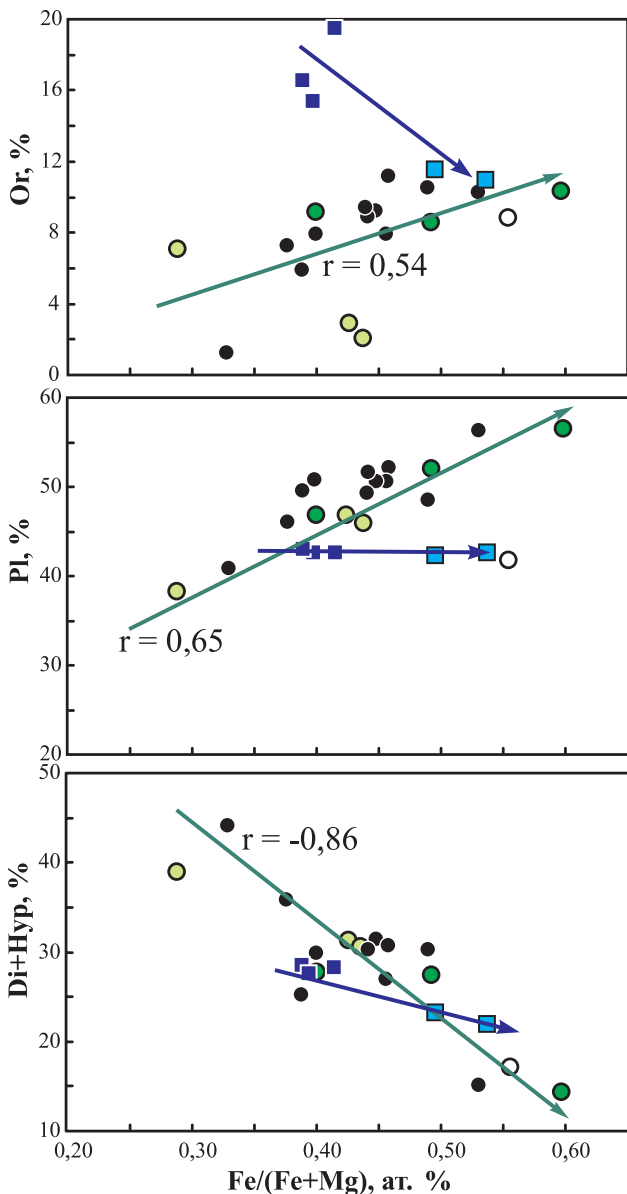 20
16
12
8
4
0
Or, %
r = 0,54
60
50
40
30
20
Pl, %
r = 0,65
50
40
30
20
10
Di+Hyp, %
r = -0,86
0,20 0,30 0,40 0,50 0,60
Fe/(Fe+Mg), ат. %